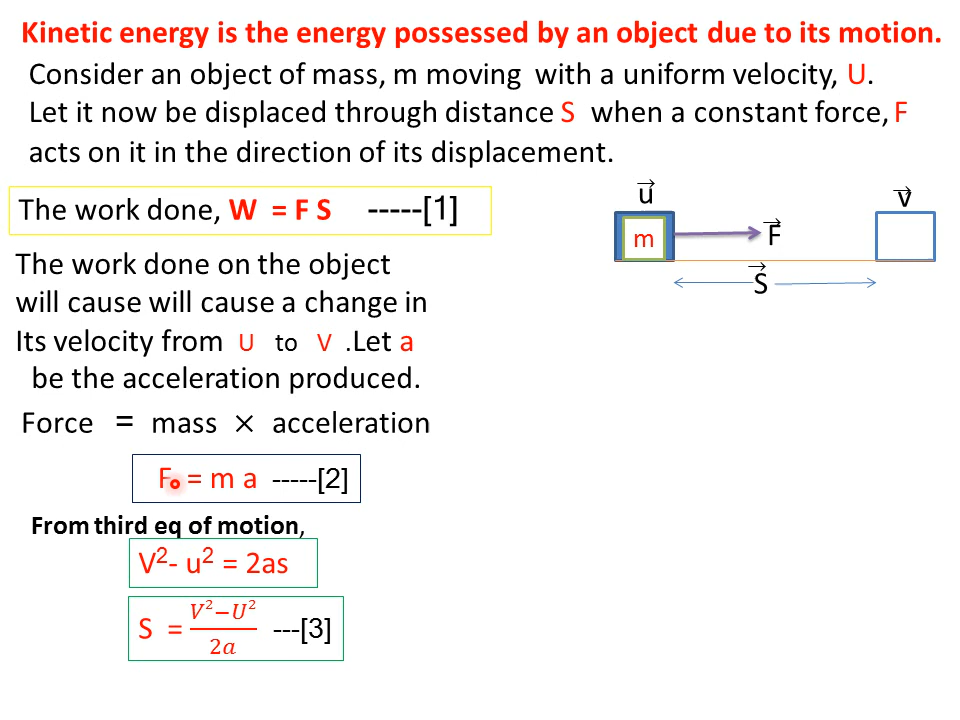 Kinetic energy is the energy possessed by an object due to its motion.
Consider an object of mass, m moving with a uniform velocity, U.
Let it now be displaced through distance S when a constant force, F
acts on it in the direction of its displacement.
The work done, W = F S -----[1]
u⃗
v⃗
m
F⃗
S⃗
The work done on the object
will cause will cause a change in
Its velocity from U to V .Let a
be the acceleration produced.
Force = mass × acceleration
F = m a -----[2]
From third eq of motion,
V²- u² = 2as
S = \frac{V²−U²}{2a} ---[3]